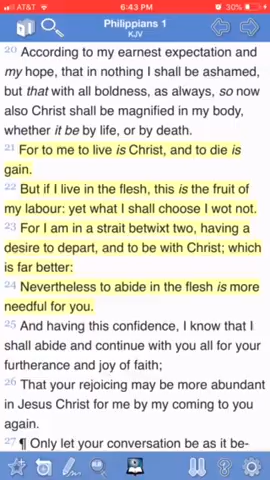 AT&T 6:43 PM 30%
Philippians 1
KJV
20 According to my earnest expectation and
my hope, that in nothing I shall be ashamed,
but that with all boldness, as always, so now
also Christ shall be magnified in my body,
whether it be by life, or by death.
21 For to me to live is Christ, and to die is
gain.
22 But if I live in the flesh, this is the fruit of
my labour: yet what I shall choose I wot not.
23 For I am in a strait betwixt two, having a
desire to depart, and to be with Christ; which
is far better:
24 Nevertheless to abide in the flesh is more
needful for you.
25 And having this confidence, I know that I
shall abide and continue with you all for your
furtherance and joy of faith;
26 That your rejoicing may be more abundant
in Jesus Christ for me by my coming to you
again.
27 ¶ Only let your conversation be as it be-